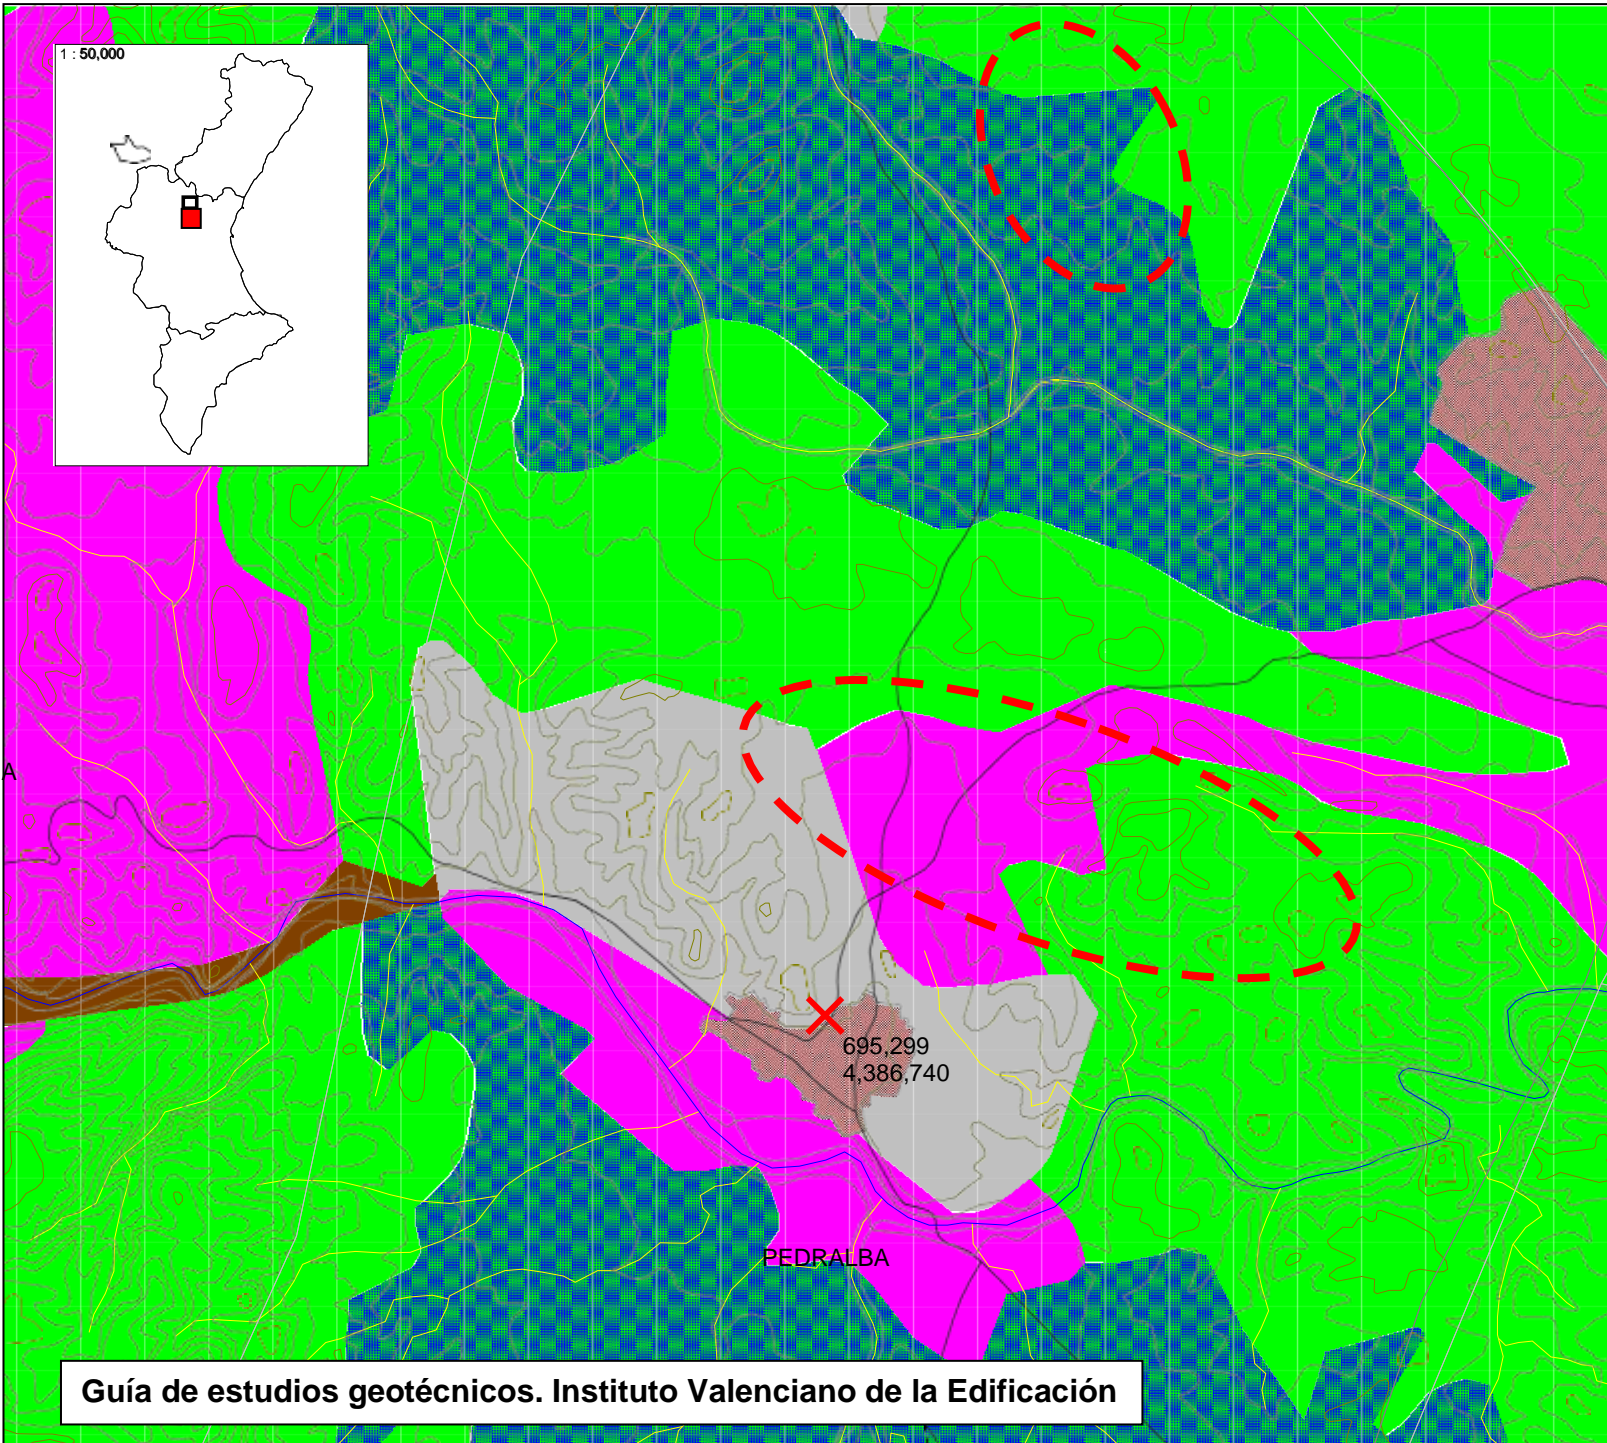 1 : 50,000
A
695,299
4,386,740
PEDRALBA
Guía de estudios geotécnicos. Instituto Valenciano de la Edificación